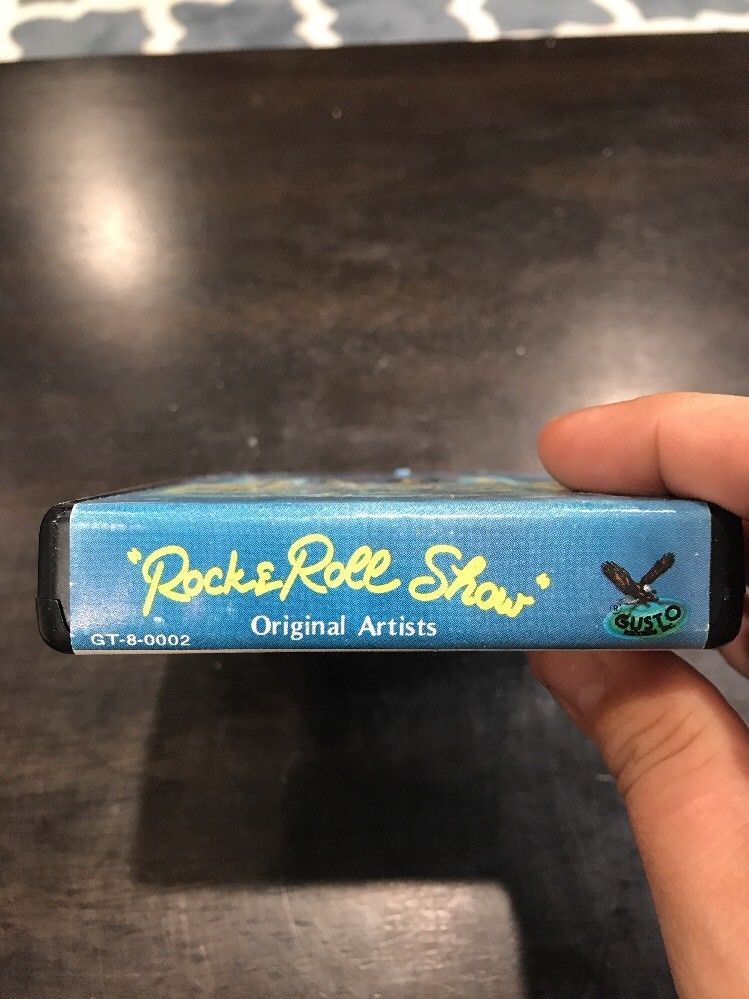 "Rock & Roll Show"
Original Artists
GT-8-0002
® GUSTO